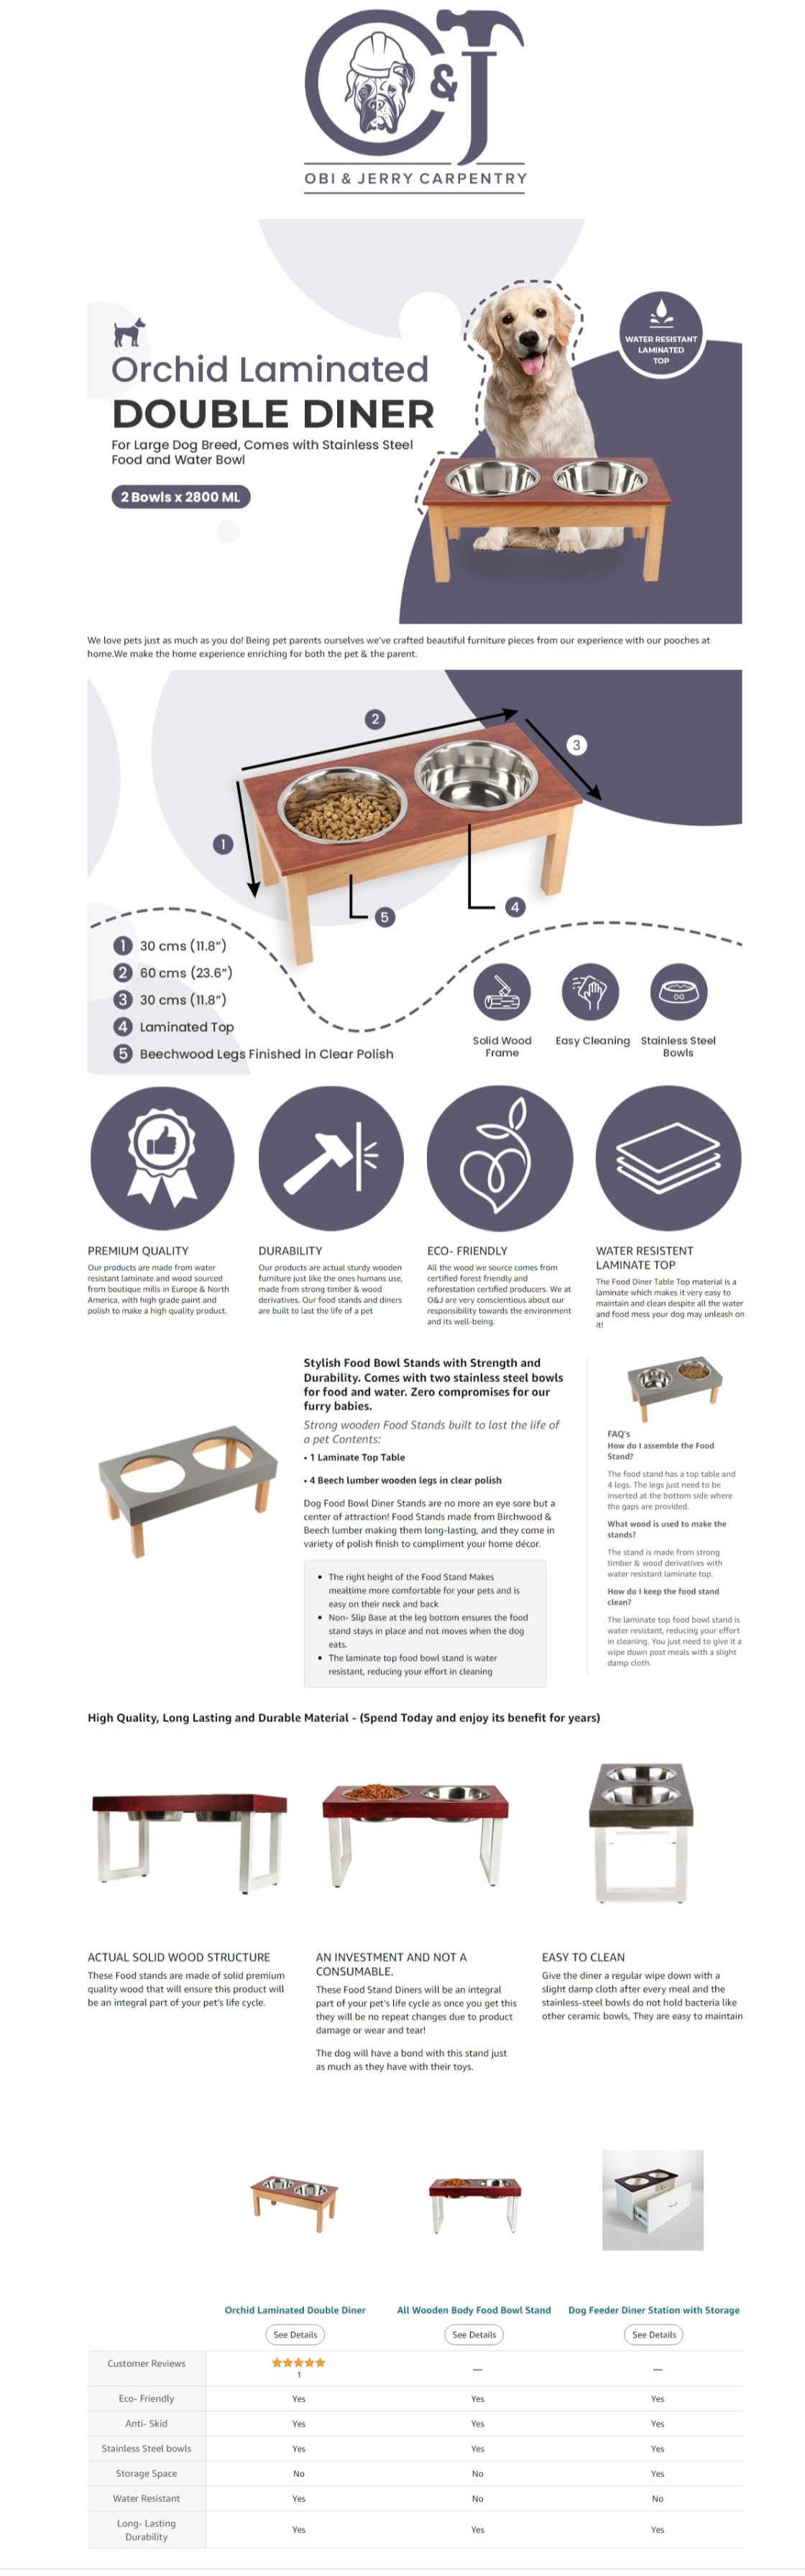 C & J
OBI & JERRY CARPENTRY
WATER RESISTANT
LAMINATED
TOP
Orchid Laminated
DOUBLE DINER
For Large Dog Breed, Comes with Stainless Steel
Food and Water Bowl
2 Bowls x 2800 ML
We love pets just as much as you do! Being pet parents ourselves we've crafted beautiful furniture pieces from our experience with our pooches at
home.We make the home experience enriching for both the pet & the parent.
2
3
1
4
5
1 30 cms (11.8")
2 60 cms (23.6")
3 30 cms (11.8")
4 Laminated Top
5 Beechwood Legs Finished in Clear Polish
Solid Wood
Frame
Easy Cleaning
Stainless Steel
Bowls
PREMIUM QUALITY
Our products are made from water
resistant laminate and wood sourced
from boutique mills in Europe & North
America, with high grade paint and
polish to make a high quality product.
DURABILITY
Our products are actual sturdy wooden
furniture just like the ones humans use,
made from strong timber & wood
derivatives. Our food stands and diners
are built to last the life of a pet
ECO- FRIENDLY
All the wood we source comes from
certified forest friendly and
reforestation certified producers. We at
O&J are very conscientious about our
responsibility towards the environment
and its well-being.
WATER RESISTENT
LAMINATE TOP
The Food Diner Table Top material is a
laminate which makes it very easy to
maintain and clean despite all the water
and food mess your dog may unleash on
it!
Stylish Food Bowl Stands with Strength and
Durability. Comes with two stainless steel bowls
for food and water. Zero compromises for our
furry babies.
Strong wooden Food Stands built to last the life of
a pet Contents:
• 1 Laminate Top Table
• 4 Beech lumber wooden legs in clear polish
Dog Food Bowl Diner Stands are no more an eye sore but a
center of attraction! Food Stands made from Birchwood &
Beech lumber making them long-lasting, and they come in
variety of polish finish to compliment your home décor.
• The right height of the Food Stand Makes
mealtime more comfortable for your pets and is
easy on their neck and back
• Non- Slip Base at the leg bottom ensures the food
stand stays in place and not moves when the dog
eats.
• The laminate top food bowl stand is water
resistant, reducing your effort in cleaning
FAQ's
How do I assemble the Food
Stand?
The food stand has a top table and
4 legs. The legs just need to be
inserted at the bottom side where
the gaps are provided.
What wood is used to make the
stands?
The stand is made from strong
timber & wood derivatives with
water resistant laminate top.
How do I keep the food stand
clean?
The laminate top food bowl stand is
water resistant, reducing your effort
in cleaning. You just need to give it a
wipe down post meals with a slight
damp cloth.
High Quality, Long Lasting and Durable Material - (Spend Today and enjoy its benefit for years)
ACTUAL SOLID WOOD STRUCTURE
These Food stands are made of solid premium
quality wood that will ensure this product will
be an integral part of your pet's life cycle.
AN INVESTMENT AND NOT A
CONSUMABLE.
These Food Stand Diners will be an integral
part of your pet's life cycle as once you get this
they will be no repeat changes due to product
damage or wear and tear!
The dog will have a bond with this stand just
as much as they have with their toys.
EASY TO CLEAN
Give the diner a regular wipe down with a
slight damp cloth after every meal and the
stainless-steel bowls do not hold bacteria like
other ceramic bowls, They are easy to maintain
Orchid Laminated Double Diner All Wooden Body Food Bowl Stand Dog Feeder Diner Station with Storage
See Details See Details See Details
Customer Reviews 1 — —
Eco- Friendly Yes Yes Yes
Anti- Skid Yes Yes Yes
Stainless Steel bowls Yes Yes Yes
Storage Space No No Yes
Water Resistant Yes No No
Long- Lasting
Durability Yes Yes Yes